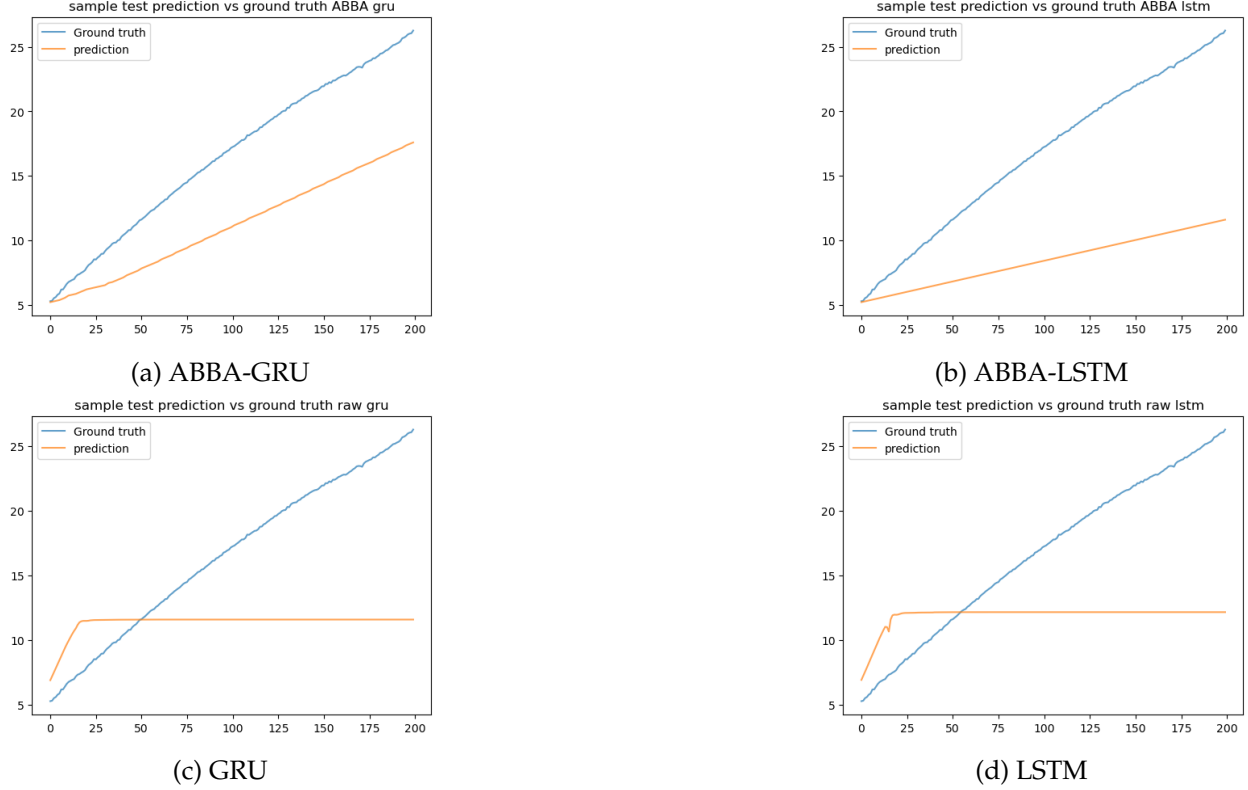 sample test prediction vs ground truth ABBA gru
Ground truth
prediction
25
20
15
10
5
0 25 50 75 100 125 150 175 200
(a) ABBA-GRU
sample test prediction vs ground truth ABBA lstm
Ground truth
prediction
25
20
15
10
5
0 25 50 75 100 125 150 175 200
(b) ABBA-LSTM
sample test prediction vs ground truth raw gru
Ground truth
prediction
25
20
15
10
5
0 25 50 75 100 125 150 175 200
(c) GRU
sample test prediction vs ground truth raw lstm
Ground truth
prediction
25
20
15
10
5
0 25 50 75 100 125 150 175 200
(d) LSTM